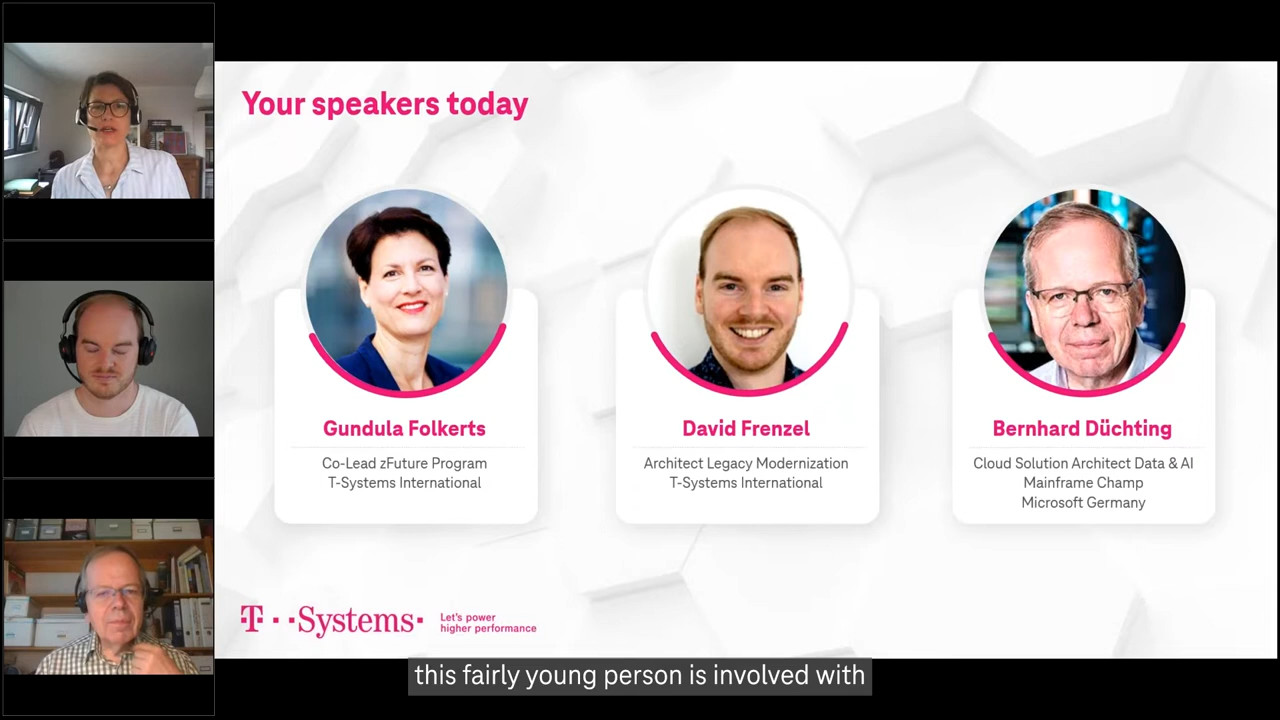 Your speakers today
Gundula Folkerts
Co-Lead zFuture Program
T-Systems International
David Frenzel
Architect Legacy Modernization
T-Systems International
Bernhard Düchting
Cloud Solution Architect Data & AI
Mainframe Champ
Microsoft Germany
T··Systems·
Let's power
higher performance
this fairly young person is involved with